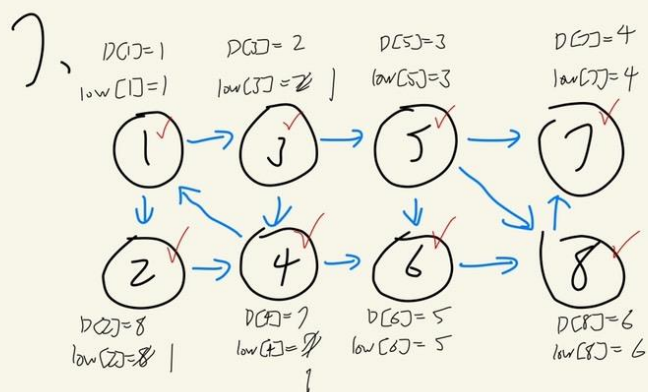 7、
D[1]=1 D[3]=2 D[5]=3 D[7]=4
low[1]=1 low[3]=2 1 low[5]=3 low[7]=4
1 3 5 7
2 4 6 8
D[2]=8 D[4]=7 D[6]=5 D[8]=6
low[2]=8 1 low[4]=7 low[6]=5 low[8]=6
1